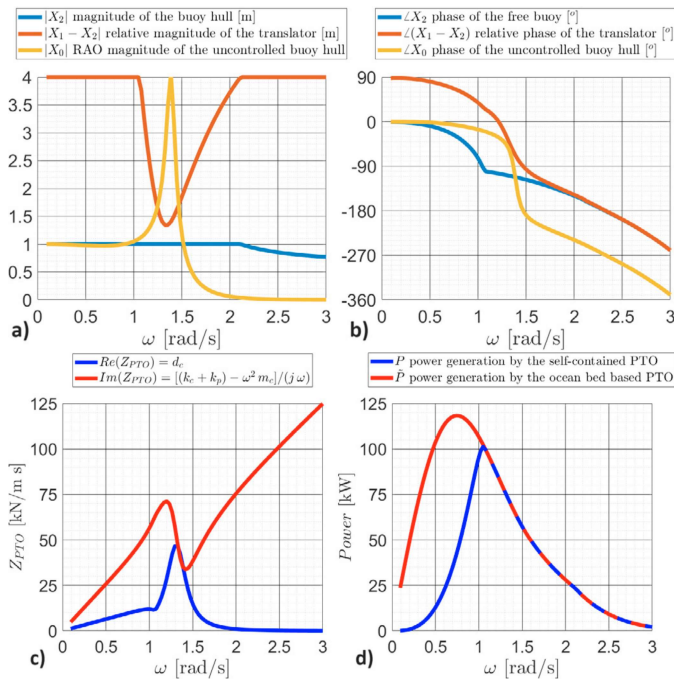 |X₂| magnitude of the buoy hull [m]
|X₁ − X₂| relative magnitude of the translator [m]
|X₀| RAO magnitude of the uncontrolled buoy hull
4
3.5
3
2.5
2
1.5
1
0.5
0
0 0.5 1 1.5 2 2.5 3
a)
ω [rad/s]
∠X₂ phase of the free buoy [°]
∠(X₁ − X₂) relative phase of the translator [°]
∠X₀ phase of the uncontrolled buoy hull [°]
90
0
-90
-180
-270
-360
0 0.5 1 1.5 2 2.5 3
b)
ω [rad/s]
Re(Z_PTO) = d_c
Im(Z_PTO) = [(k_c + k_p) − ω² m_c]/(j ω)
125
100
75
50
25
0
Z_PTO [kN/m s]
0 0.5 1 1.5 2 2.5 3
c)
ω [rad/s]
P power generation by the self-contained PTO
P̃ power generation by the ocean bed based PTO
125
100
75
50
25
0
Power [kW]
0 0.5 1 1.5 2 2.5 3
d)
ω [rad/s]